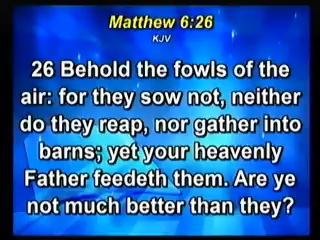 Matthew 6:26
KJV
26 Behold the fowls of the
air: for they sow not, neither
do they reap, nor gather into
barns; yet your heavenly
Father feedeth them. Are ye
not much better than they?